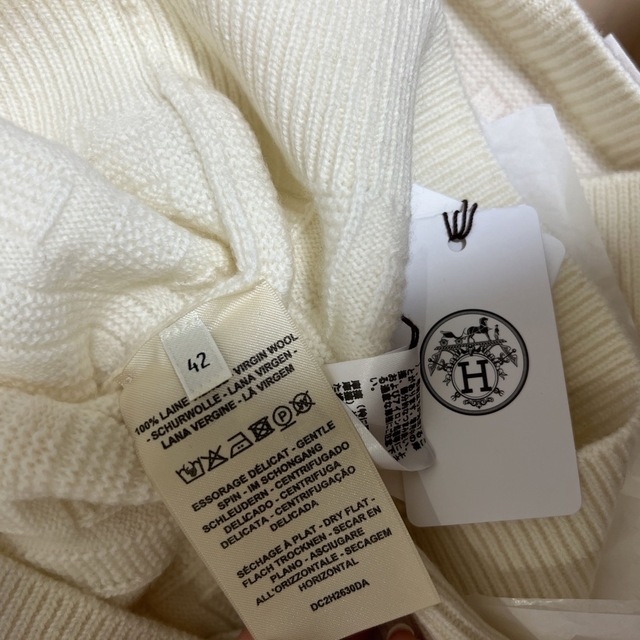 42
100% LAINE VIRGIN WOOL
- SCHURWOLLE - LANA VIRGEN -
LANA VERGINE - LÃ VIRGEM
ESSORAGE DÉLICAT - GENTLE
SPIN - IM SCHONGANG
SCHLEUDERN - CENTRIFUGADO
DELICADO - CENTRIFUGA
DELICATA - CENTRIFUGAÇÃO
DELICADA
SÉCHAGE À PLAT - DRY FLAT -
FLACH TROCKNEN - SECAR EN
PLANO - ASCIUGARE
ALL'ORIZZONTALE - SECAGEM
HORIZONTAL
DC2H2630DA
H